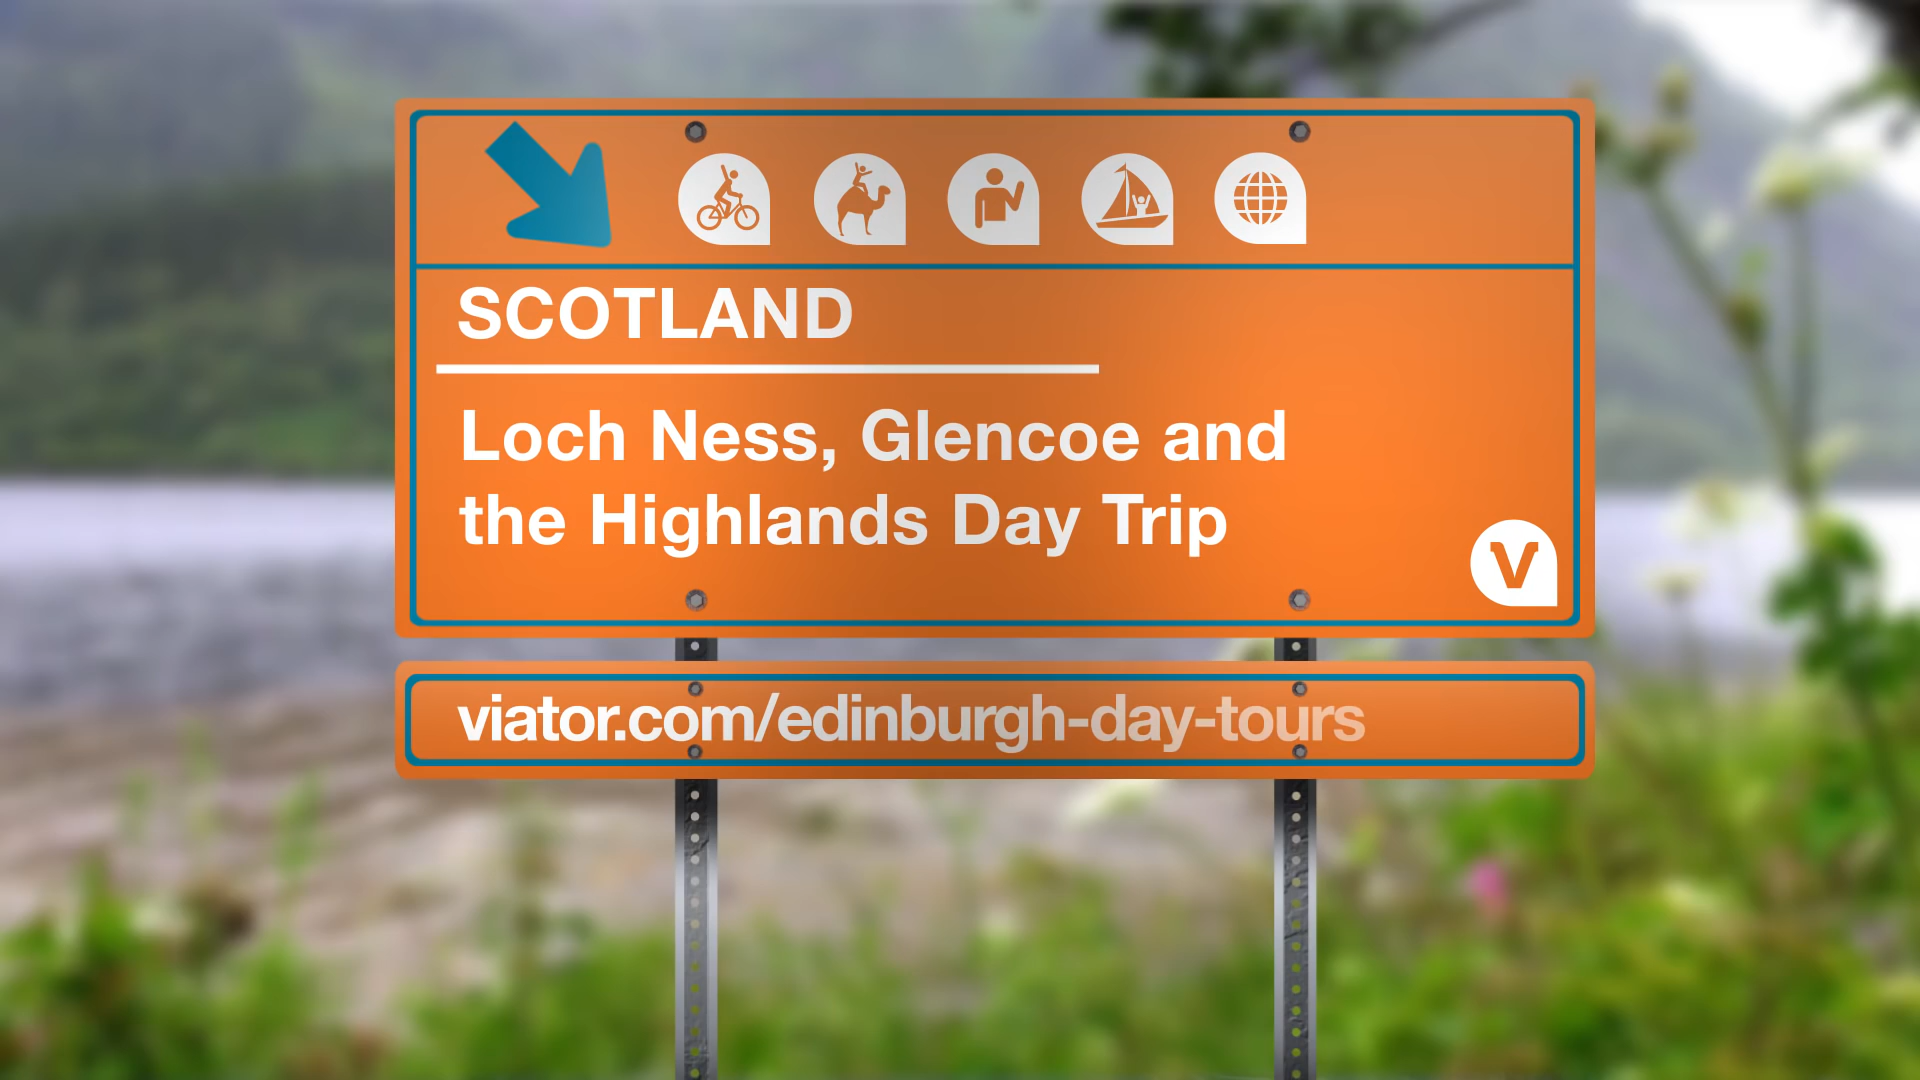 SCOTLAND
Loch Ness, Glencoe and
the Highlands Day Trip
V
viator.com/edinburgh-day-tours